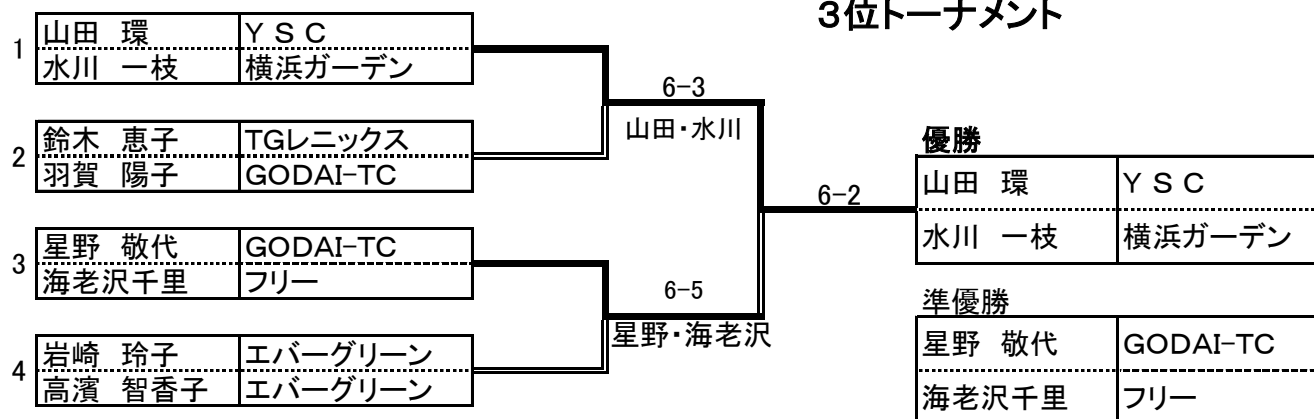 3位トーナメント
1
山田 環 YSC
水川 一枝 横浜ガーデン
2
鈴木 恵子 TGレニックス
羽賀 陽子 GODAI-TC
3
星野 敬代 GODAI-TC
海老沢千里 フリー
4
岩崎 玲子 エバーグリーン
高濱 智香子 エバーグリーン
6-3
山田・水川
6-5
星野・海老沢
6-2
優勝
山田 環 YSC
水川 一枝 横浜ガーデン
準優勝
星野 敬代 GODAI-TC
海老沢千里 フリー